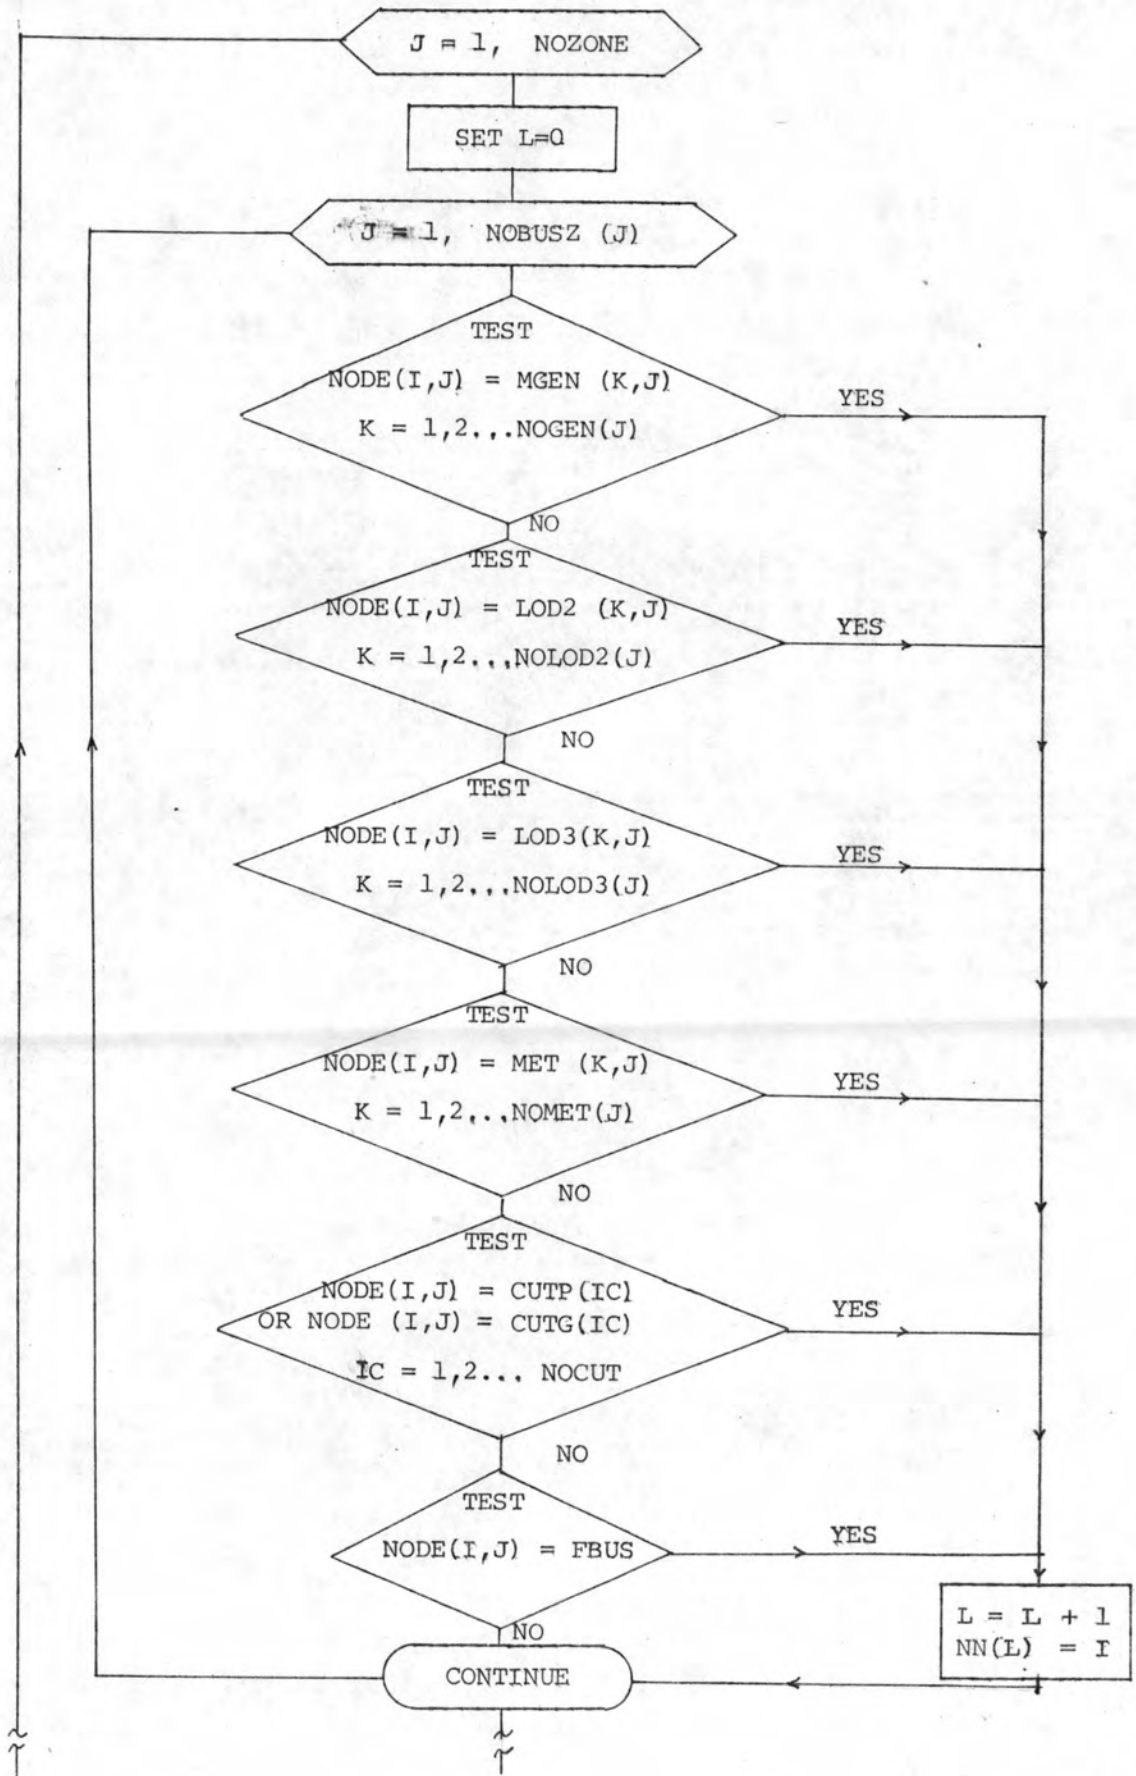 J = 1, NOZONE
SET L=0
J = 1, NOBUSZ (J)
TEST
NODE(I,J) = MGEN (K,J)
K = 1,2...NOGEN(J)
YES
NO
TEST
NODE(I,J) = LOD2 (K,J)
K = 1,2...NOLOD2(J)
YES
NO
TEST
NODE(I,J) = LOD3(K,J)
K = 1,2...NOLOD3(J)
YES
NO
TEST
NODE(I,J) = MET (K,J)
K = 1,2...NOMET(J)
YES
NO
TEST
NODE(I,J) = CUTP(IC)
OR NODE (I,J) = CUTG(IC)
IC = 1,2... NOCUT
YES
NO
TEST
NODE(I,J) = FBUS
YES
NO
L = L + 1
NN(L) = I
CONTINUE